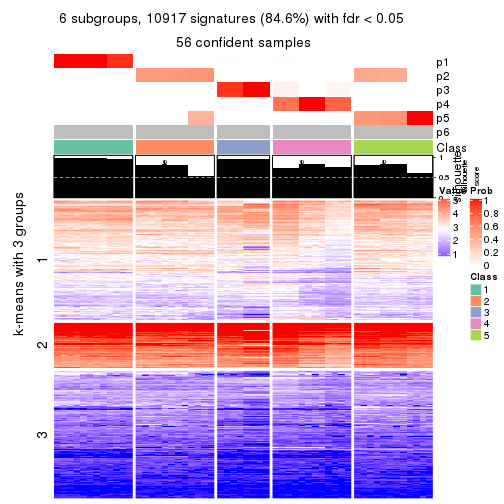 6 subgroups, 10917 signatures (84.6%) with fdr < 0.05
56 confident samples
p1
p2
p3
p4
p5
p6
Class
1
0.5
Silhouette
score
k-means with 3 groups
1
2
3
Value
5
4
3
2
1
Prob
1
0.8
0.6
0.4
0.2
0
Class
1
2
3
4
5